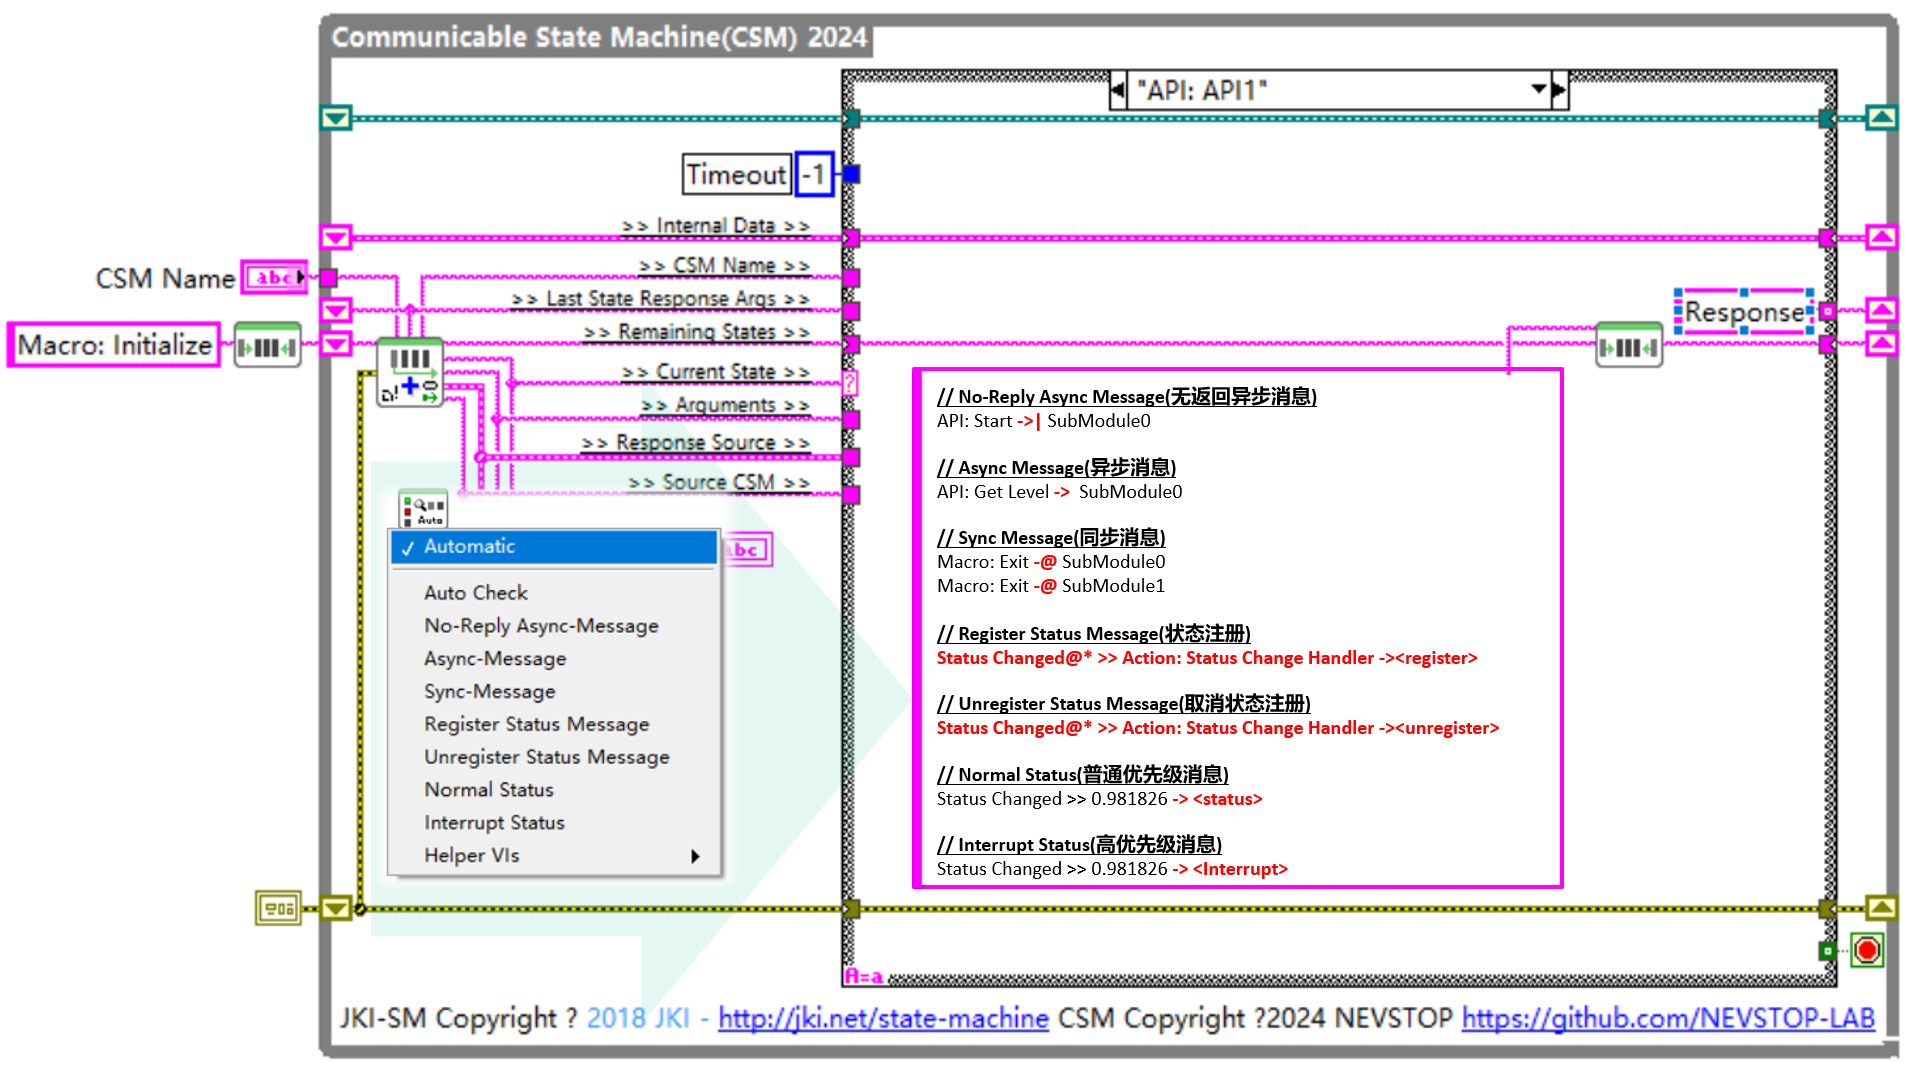 Communicable State Machine(CSM) 2024
"API: API1"
Timeout -1
>> Internal Data >>
>> CSM Name >>
CSM Name abc
>> Last State Response Args >>
Response
>> Remaining States >>
Macro: Initialize
>> Current State >>
?
>> Arguments >>
>> Response Source >>
>> Source CSM >>
Auto
abc
✓ Automatic
Auto Check
No-Reply Async-Message
Async-Message
Sync-Message
Register Status Message
Unregister Status Message
Normal Status
Interrupt Status
Helper VIs
// No-Reply Async Message(无返回异步消息)
API: Start ->| SubModule0
// Async Message(异步消息)
API: Get Level -> SubModule0
// Sync Message(同步消息)
Macro: Exit -@ SubModule0
Macro: Exit -@ SubModule1
// Register Status Message(状态注册)
Status Changed@* >> Action: Status Change Handler -><register>
// Unregister Status Message(取消状态注册)
Status Changed@* >> Action: Status Change Handler -><unregister>
// Normal Status(普通优先级消息)
Status Changed >> 0.981826 -> <status>
// Interrupt Status(高优先级消息)
Status Changed >> 0.981826 -> <Interrupt>
A=a
JKI-SM Copyright ? 2018 JKI - http://jki.net/state-machine CSM Copyright ?2024 NEVSTOP https://github.com/NEVSTOP-LAB